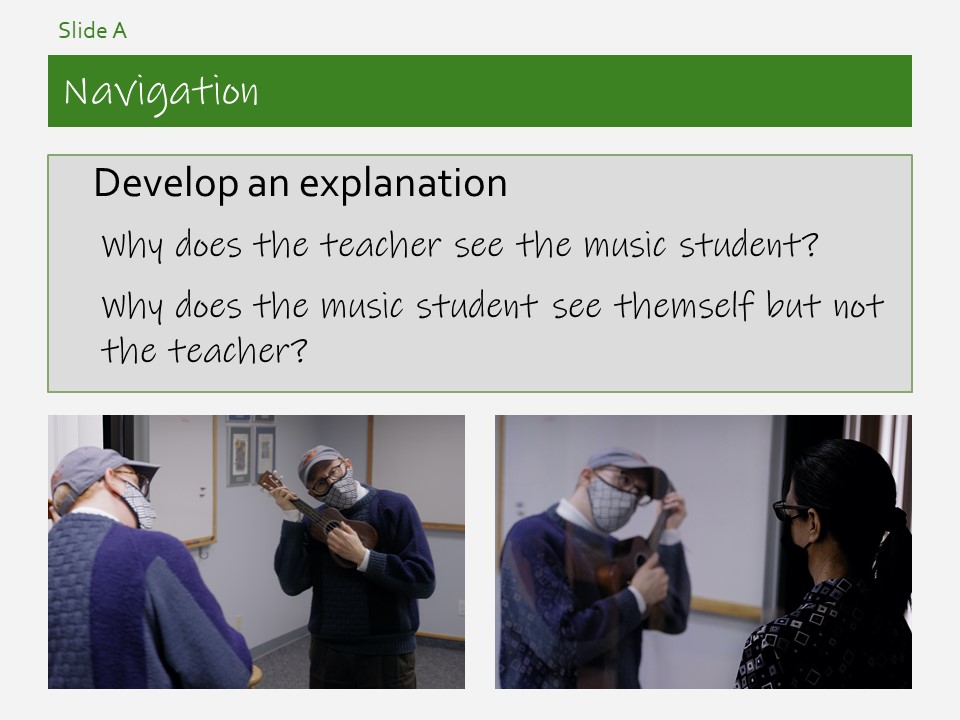 Slide A
Navigation
Develop an explanation
Why does the teacher see the music student?
Why does the music student see themself but not
the teacher?